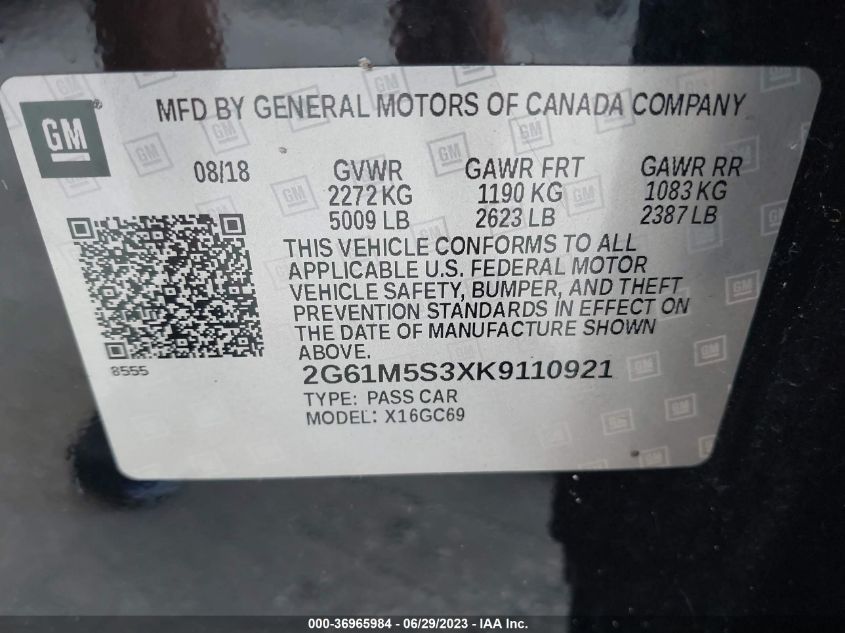 GM ®
MFD BY GENERAL MOTORS OF CANADA COMPANY
08/18 GVWR GAWR FRT GAWR RR
2272 KG 1190 KG 1083 KG
5009 LB 2623 LB 2387 LB
THIS VEHICLE CONFORMS TO ALL
APPLICABLE U.S. FEDERAL MOTOR
VEHICLE SAFETY, BUMPER, AND THEFT
PREVENTION STANDARDS IN EFFECT ON
THE DATE OF MANUFACTURE SHOWN
ABOVE.
8555
2G61M5S3XK9110921
TYPE: PASS CAR
MODEL: X16GC69
000-36965984 / 06/29/2023 - © XK9 IAA, Inc.